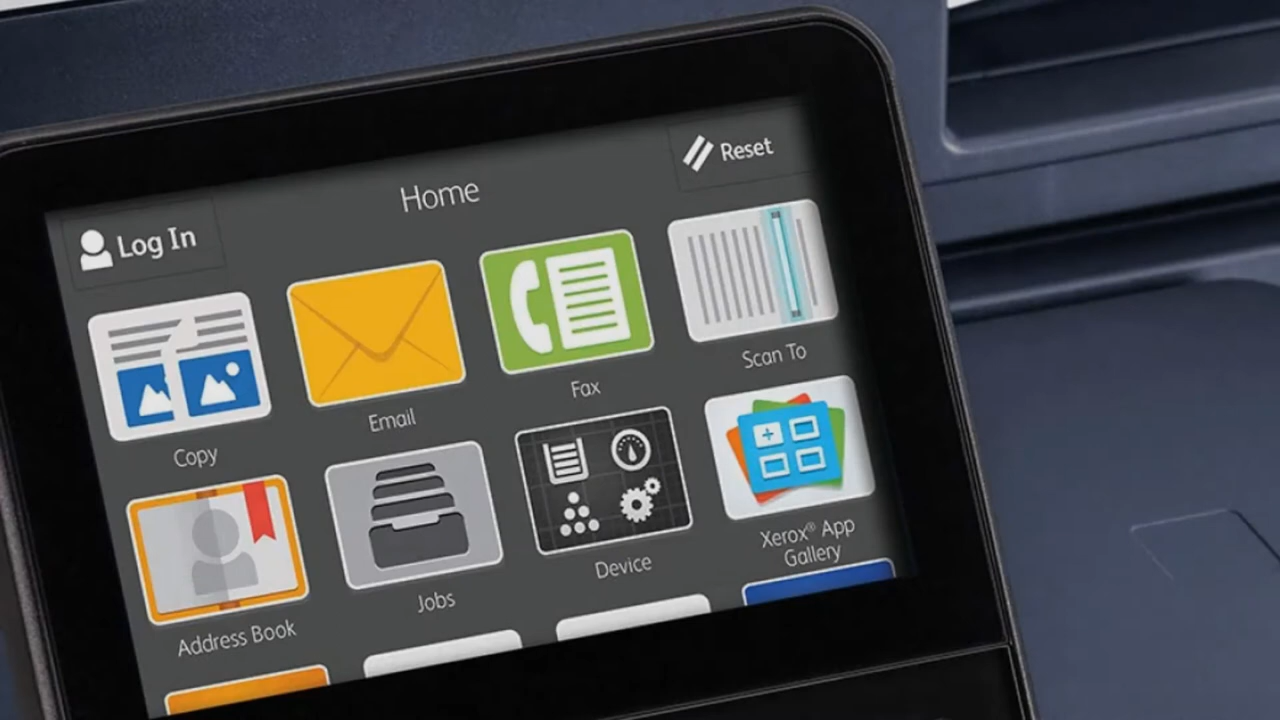 Log In
Home
Reset
Copy
Email
Fax
Scan To
Address Book
Jobs
Device
Xerox® App
Gallery